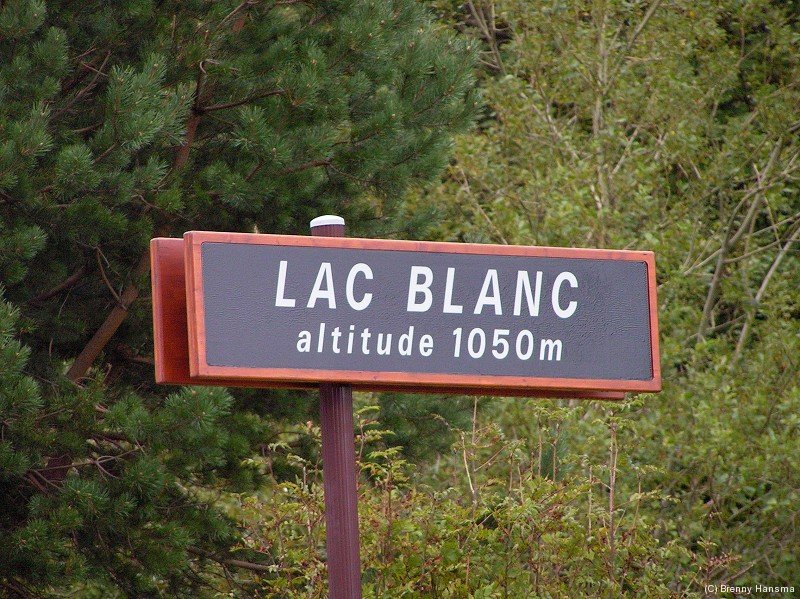 LAC BLANC
altitude 1050m
(C) Brenny Hansma